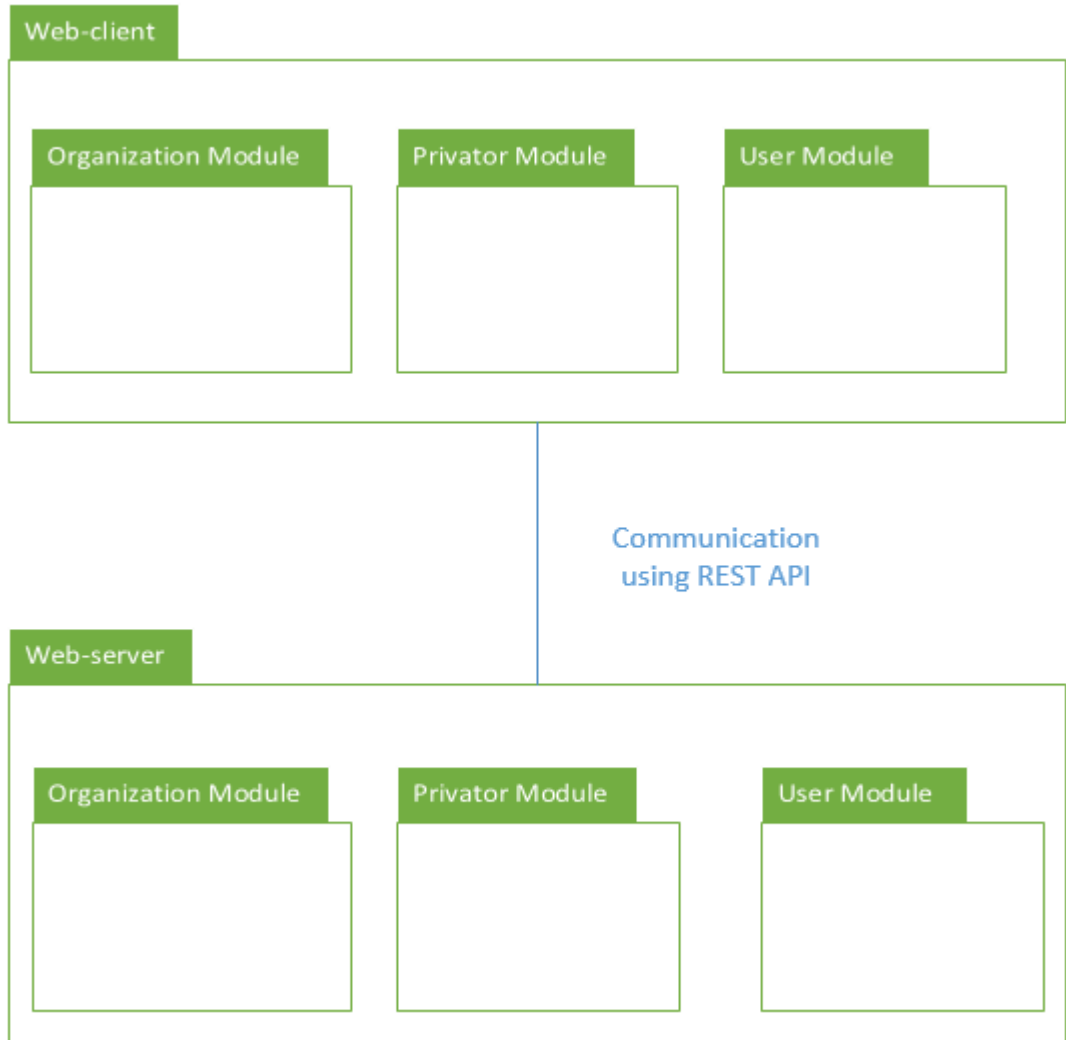 Web-client
Organization Module
Privator Module
User Module
Communication
using REST API
Web-server
Organization Module
Privator Module
User Module